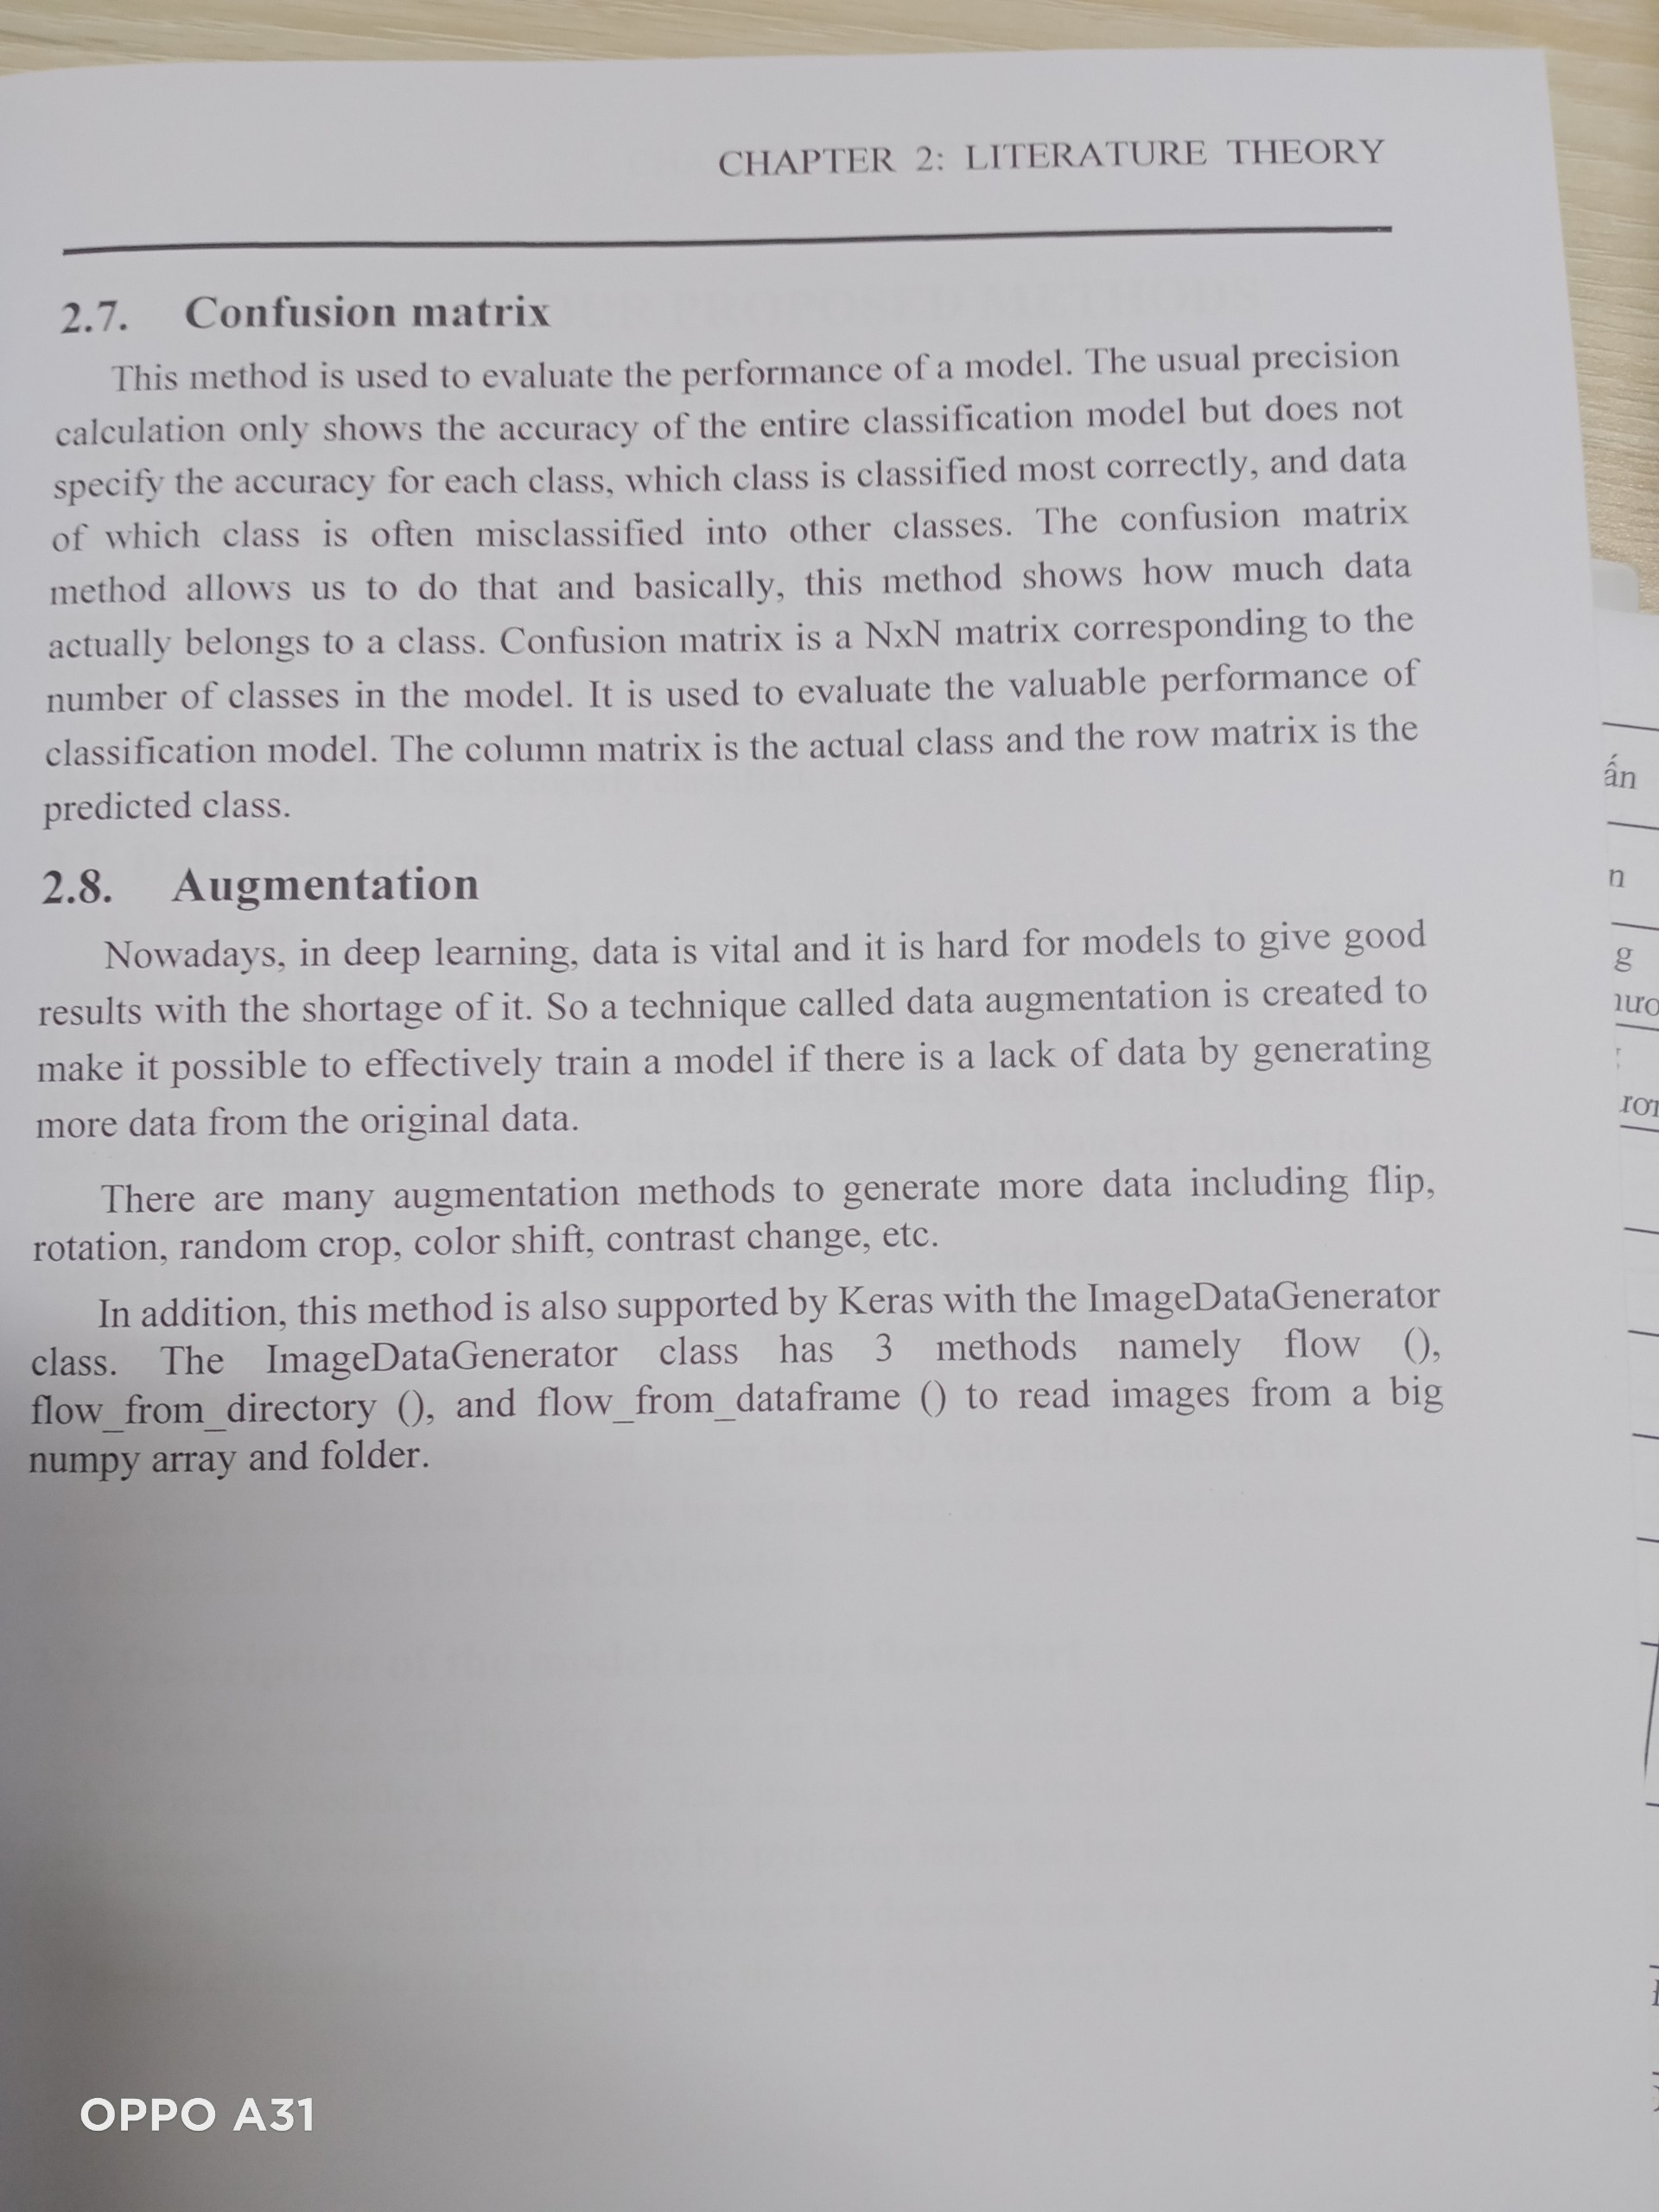 CHAPTER 2: LITERATURE THEORY
2.7. Confusion matrix
This method is used to evaluate the performance of a model. The usual precision
calculation only shows the accuracy of the entire classification model but does not
specify the accuracy for each class, which class is classified most correctly, and data
of which class is often misclassified into other classes. The confusion matrix
method allows us to do that and basically, this method shows how much data
actually belongs to a class. Confusion matrix is a NxN matrix corresponding to the
number of classes in the model. It is used to evaluate the valuable performance of
classification model. The column matrix is the actual class and the row matrix is the
predicted class.
2.8. Augmentation
Nowadays, in deep learning, data is vital and it is hard for models to give good
results with the shortage of it. So a technique called data augmentation is created to
make it possible to effectively train a model if there is a lack of data by generating
more data from the original data.
There are many augmentation methods to generate more data including flip,
rotation, random crop, color shift, contrast change, etc.
In addition, this method is also supported by Keras with the ImageDataGenerator
class. The ImageDataGenerator class has 3 methods namely flow (),
flow_from_directory (), and flow_from_dataframe () to read images from a big
numpy array and folder.
ấn
n
g
OPPO A31